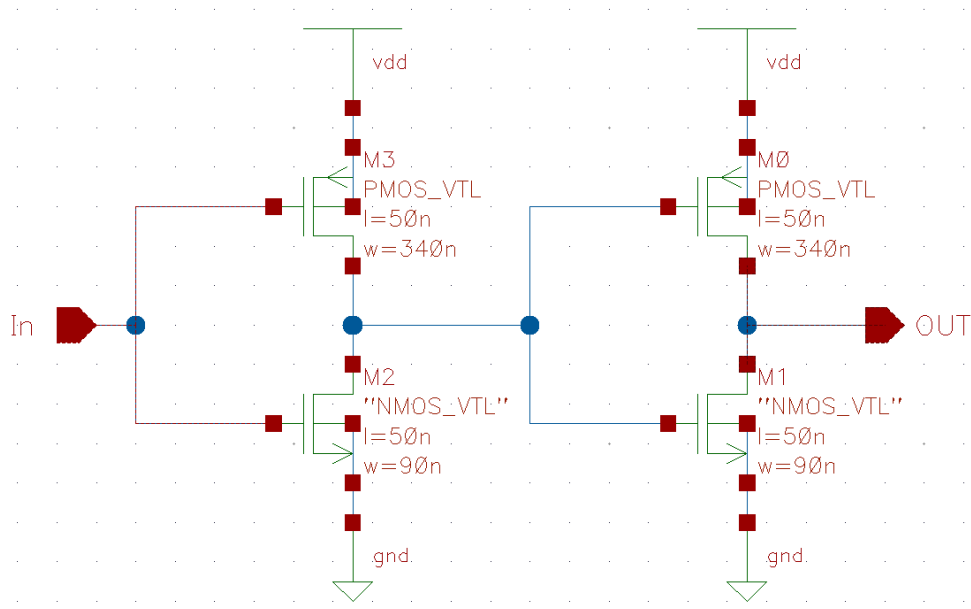 vdd
M3
PMOS_VTL
l=50n
w=340n
M2
"NMOS_VTL"
l=50n
w=90n
gnd
In
vdd
M0
PMOS_VTL
l=50n
w=340n
M1
"NMOS_VTL"
l=50n
w=90n
gnd
OUT